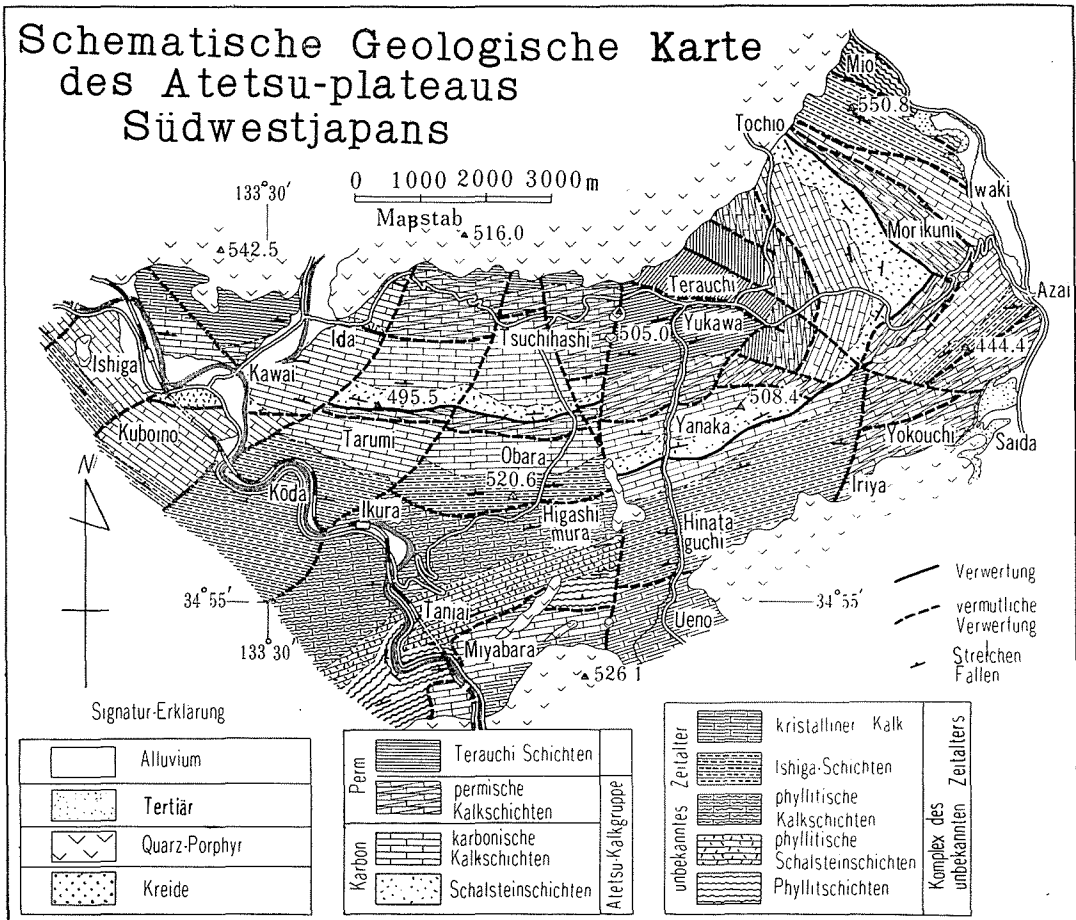 Schematische Geologische Karte
des Atetsu-plateaus
Südwestjapans
Mio
550.8
Tochio
133°30′
0 1000 2000 3000m
Maßstab
516.0
542.5
Iwaki
Morikuni
Azai
Terauchi
Ida
Tsuchihashi
505.0
Yukawa
444.4
Ishiga
Kawai
495.5
508.4
Kuboino
Tarumi
Yanaka
Yokouchi
Saida
Obara
N
520.6
Iriya
Kōda
Ikura
Higashi
mura
Hinata
guchi
Verwertung
34°55′
34°55′
Taniai
Ueno
vermutliche
Verwertung
133°30′
Miyabara
526.1
Streichen
Fallen
Signatur-Erklärung
Alluvium
Tertiär
Quarz-Porphyr
Kreide
Perm
Karbon
Terauchi Schichten
permische
Kalkschichten
karbonische
Kalkschichten
Schalsteinschichten
Atetsu-Kalkgruppe
unbekanntes Zeitalter
kristalliner Kalk
Ishiga-Schichten
phyllitische
Kalkschichten
phyllitische
Schalsteinschichten
Phyllitschichten
Komplex des
unbekannten Zeitalters